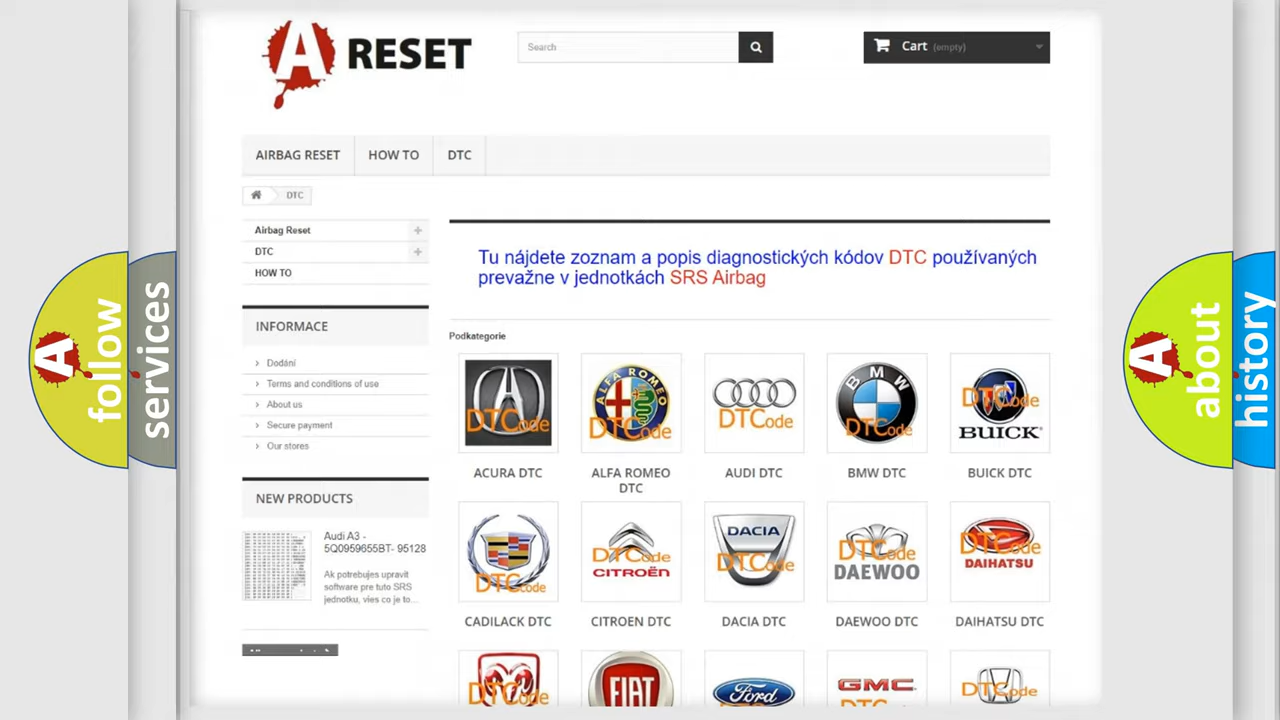 A RESET
Search
Cart (empty)
AIRBAG RESET
HOW TO
DTC
DTC
Airbag Reset
DTC
HOW TO
INFORMACE
Dodání
Terms and conditions of use
About us
Secure payment
Our stores
NEW PRODUCTS
Audi A3 -
5Q0959655BT- 95128
Ak potrebujes upravit
software pre tuto SRS
jednotku, vies co je to...
Tu nájdete zoznam a popis diagnostických kódov DTC používaných
prevažne v jednotkách SRS Airbag
Podkategorie
DTCode
ALFA ROMEO
DTCode
DTCode
BMW
DTCode
DTCode
BUICK
ACURA DTC
ALFA ROMEO
DTC
AUDI DTC
BMW DTC
BUICK DTC
DTCode
DTCode
CITROËN
DACIA
DTCode
DTCode
DAEWOO
DTCode
DAIHATSU
CADILACK DTC
CITROEN DTC
DACIA DTC
DAEWOO DTC
DAIHATSU DTC
DTCode
FIAT
Ford
GMC
DTCode
A follow
services
A about
history